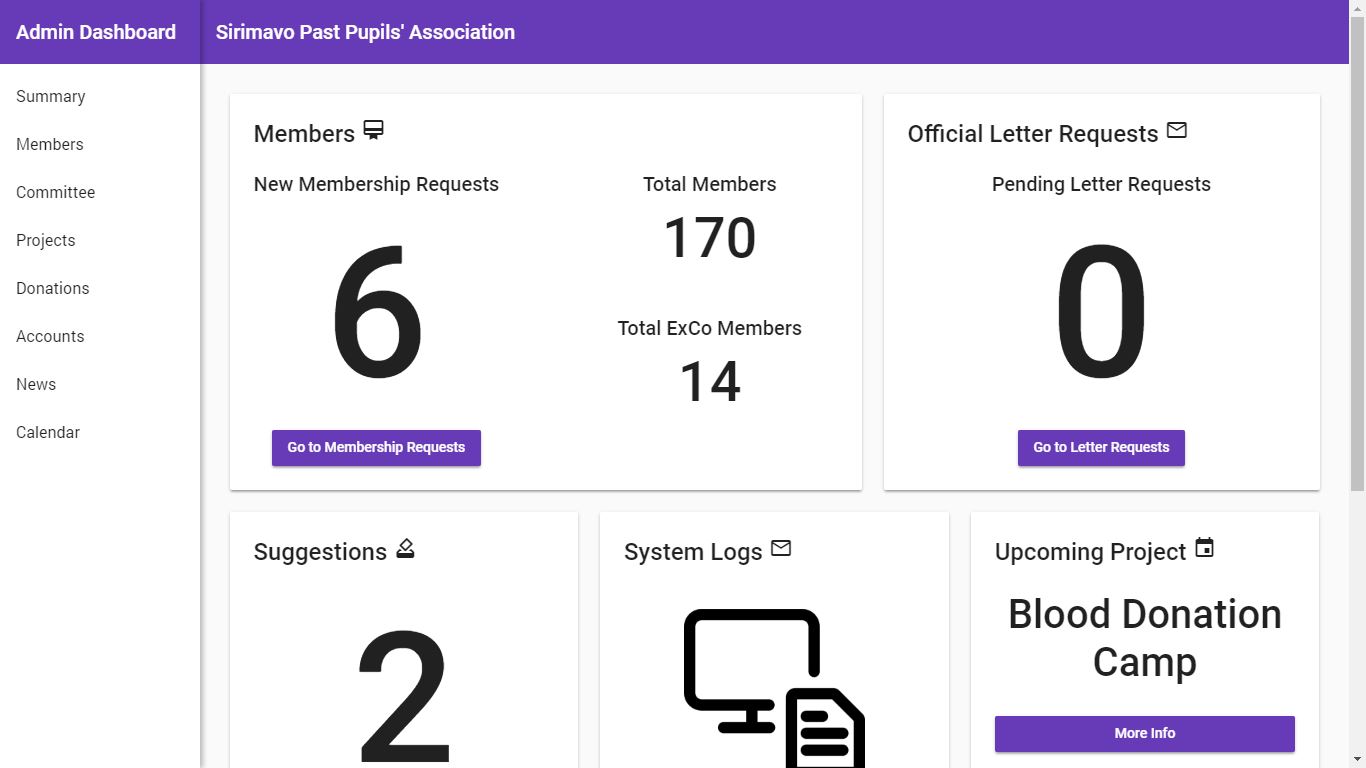 Admin Dashboard
Sirimavo Past Pupils' Association
Summary
Members
Committee
Projects
Donations
Accounts
News
Calendar
Members
New Membership Requests
6
Go to Membership Requests
Total Members
170
Total ExCo Members
14
Official Letter Requests
Pending Letter Requests
0
Go to Letter Requests
Suggestions
2
System Logs
Upcoming Project
Blood Donation
Camp
More Info